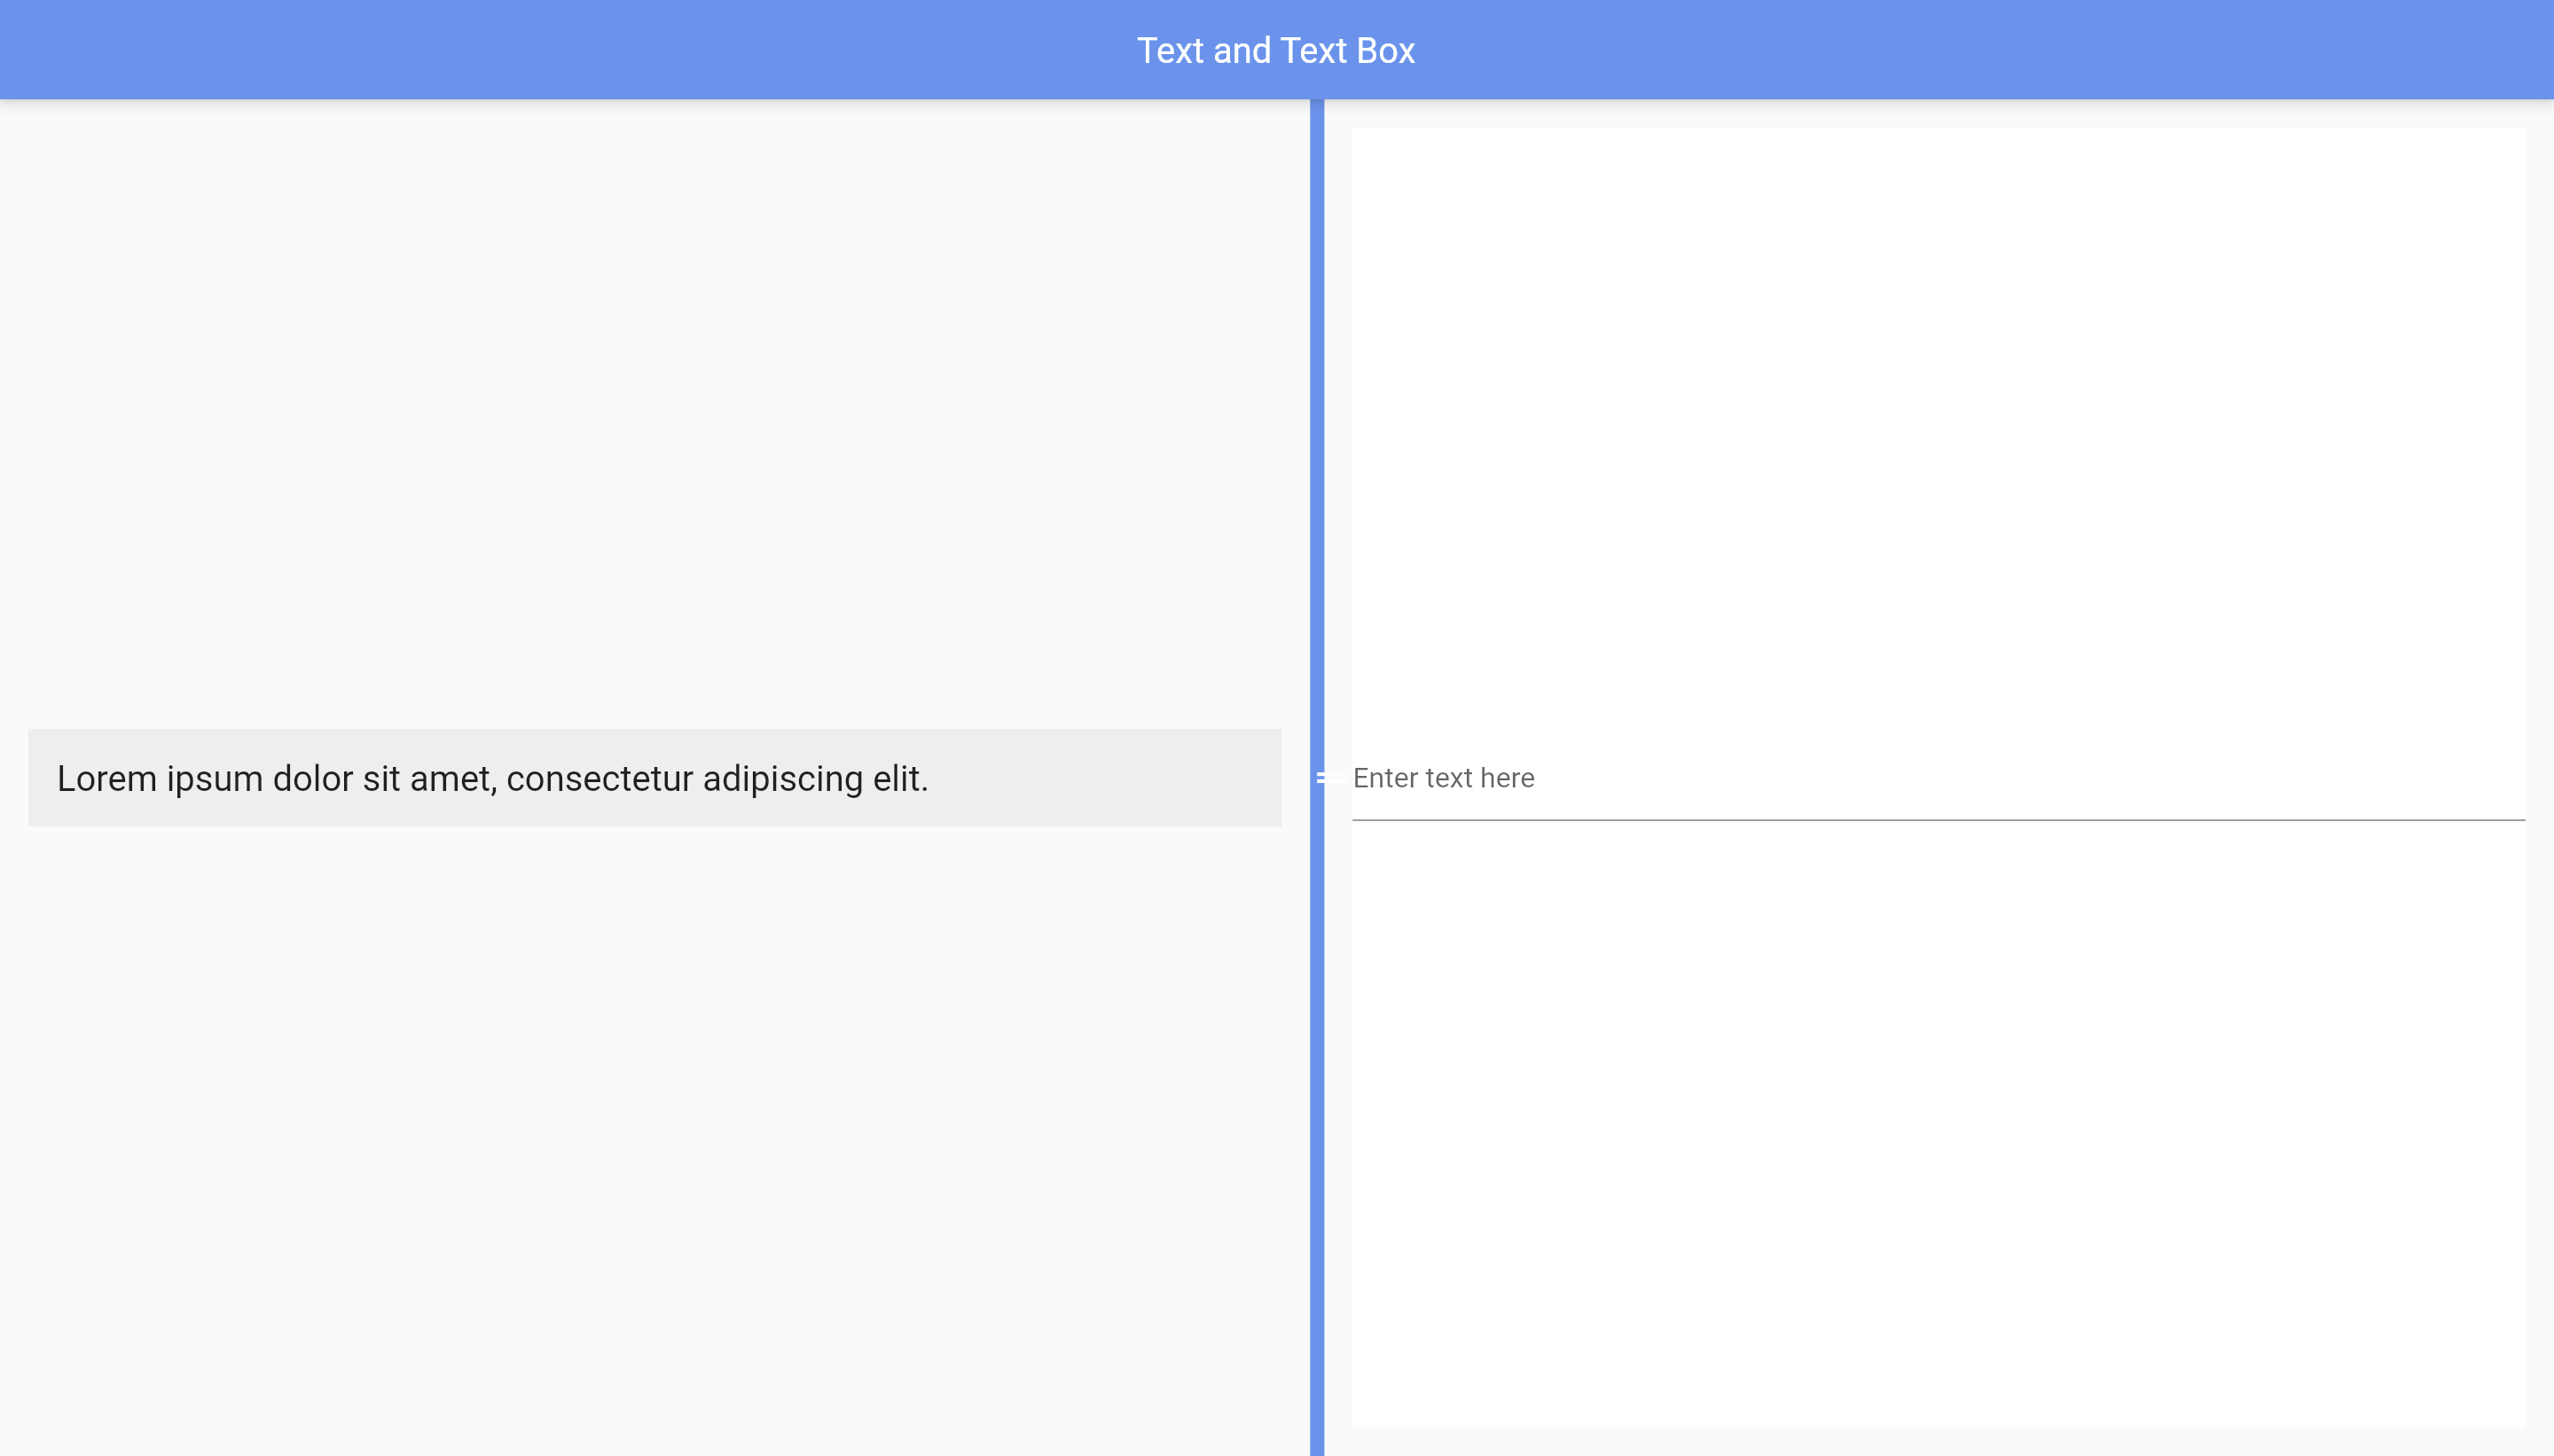 Text and Text Box
Lorem ipsum dolor sit amet, consectetur adipiscing elit.
Enter text here